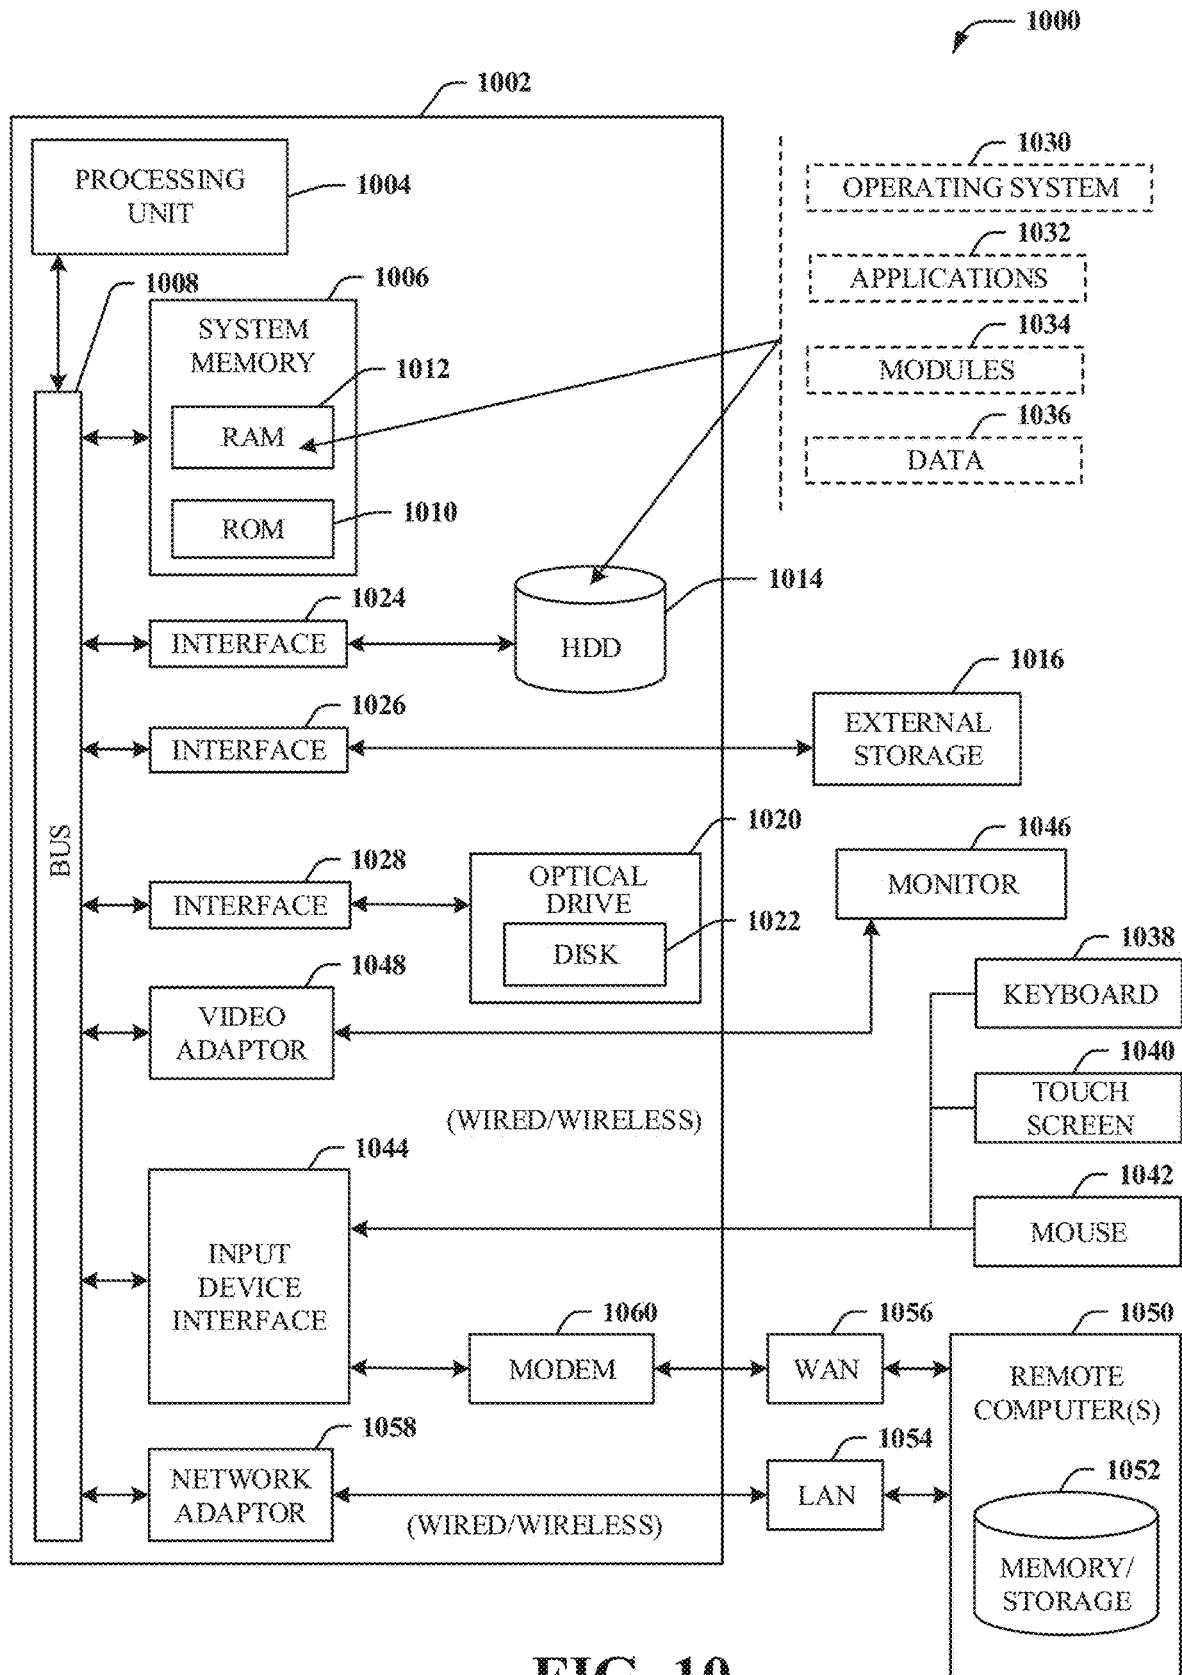 1000
1002
PROCESSING
UNIT
1004
1030
OPERATING SYSTEM
1032
APPLICATIONS
1034
MODULES
1036
DATA
1008
1006
SYSTEM
MEMORY
1012
RAM
1010
ROM
1014
HDD
1024
INTERFACE
1016
EXTERNAL
STORAGE
1026
INTERFACE
BUS
1020
OPTICAL
DRIVE
1022
DISK
1028
INTERFACE
1046
MONITOR
1048
VIDEO
ADAPTOR
1038
KEYBOARD
1040
TOUCH
SCREEN
(WIRED/WIRELESS)
1042
MOUSE
1044
INPUT
DEVICE
INTERFACE
1060
MODEM
1056
WAN
1050
REMOTE
COMPUTER(S)
1058
NETWORK
ADAPTOR
(WIRED/WIRELESS)
1054
LAN
1052
MEMORY/
STORAGE
FIG. 10